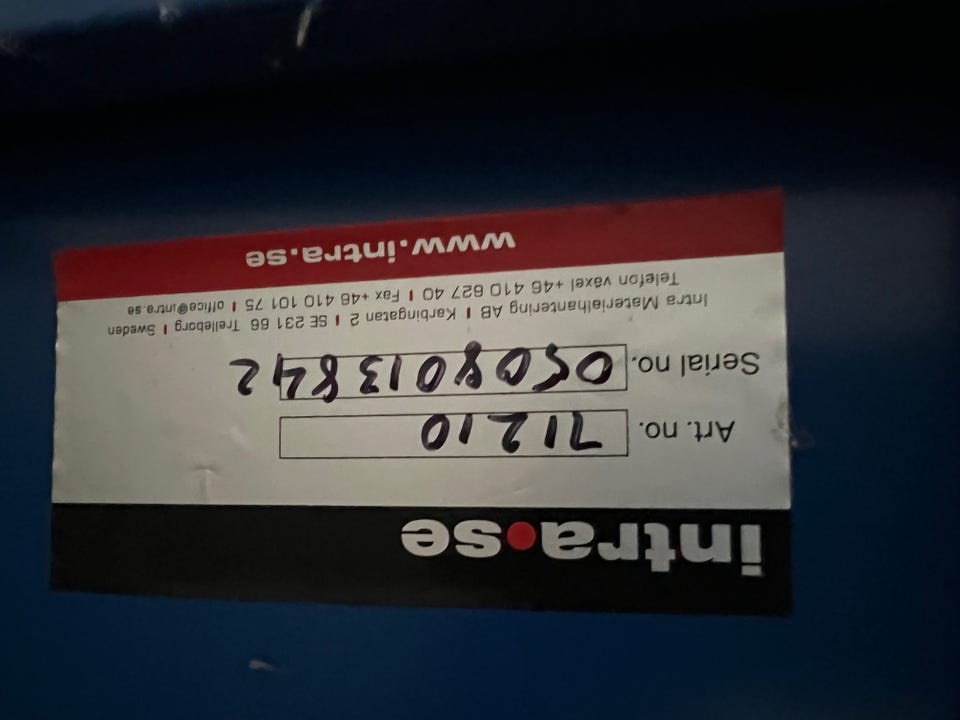 intra.se
Art. no. 71210
Serial no. 0508013842
Intra Materialhantering AB | Karbingatan 2 | SE 231 66 Trelleborg | Sweden
Telefon växel +46 410 627 40 | Fax +46 410 101 75 | office@intra.se
www.intra.se